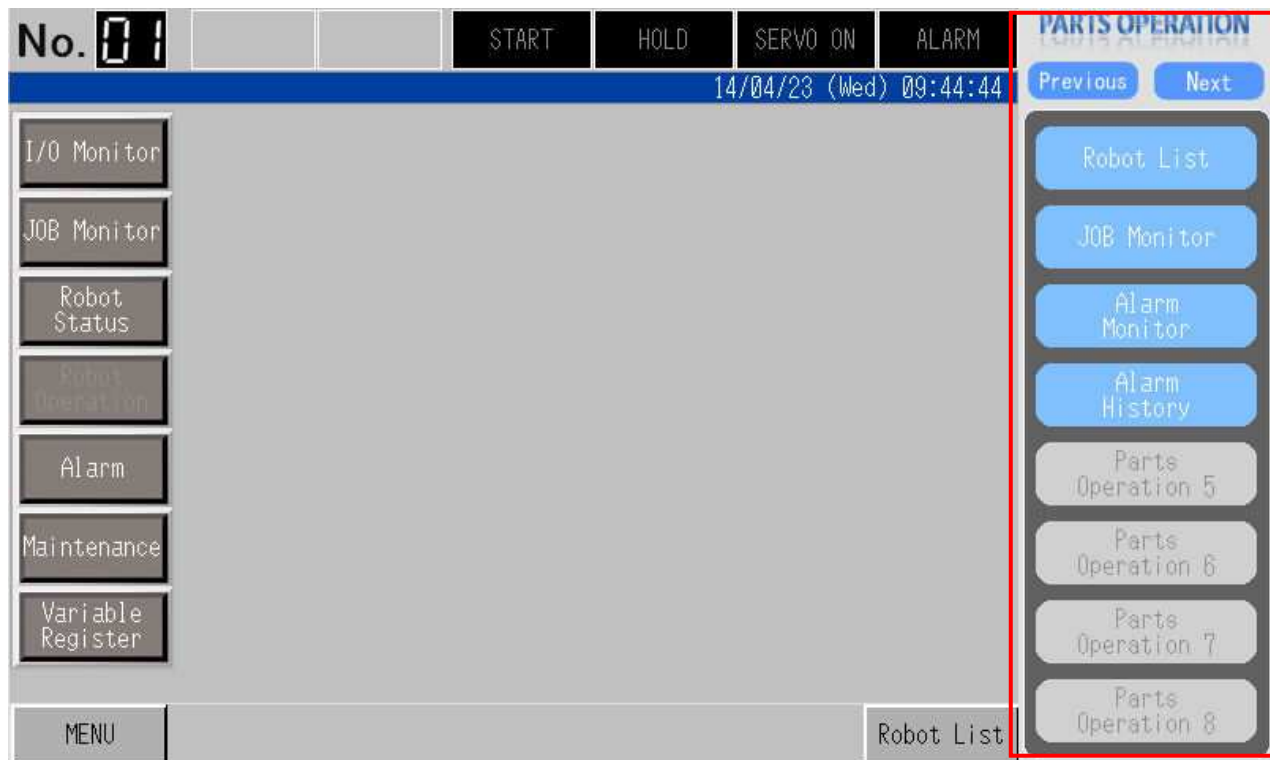 No. 01
START
HOLD
SERVO ON
ALARM
14/04/23 (Wed) 09:44:44
I/O Monitor
JOB Monitor
Robot
Status
Robot
Operation
Alarm
Maintenance
Variable
Register
MENU
Robot List
PARTS OPERATION
Previous
Next
Robot List
JOB Monitor
Alarm
Monitor
Alarm
History
Parts
Operation 5
Parts
Operation 6
Parts
Operation 7
Parts
Operation 8